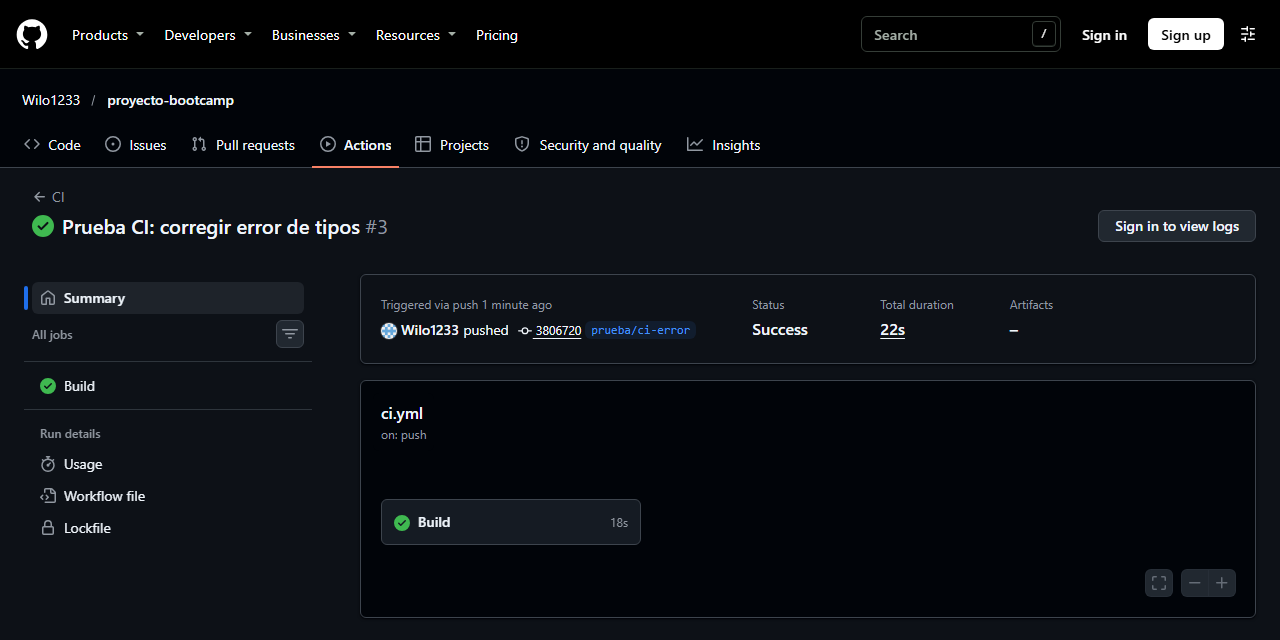 Products Developers Businesses Resources Pricing Search / Sign in Sign up
Wilo1233 / proyecto-bootcamp
Code Issues Pull requests Actions Projects Security and quality Insights
← CI
Prueba CI: corregir error de tipos #3
Sign in to view logs
Summary
All jobs
Build
Run details
Usage
Workflow file
Lockfile
Triggered via push 1 minute ago
Wilo1233 pushed 3806720 prueba/ci-error
Status
Success
Total duration
22s
Artifacts
–
ci.yml
on: push
Build 18s